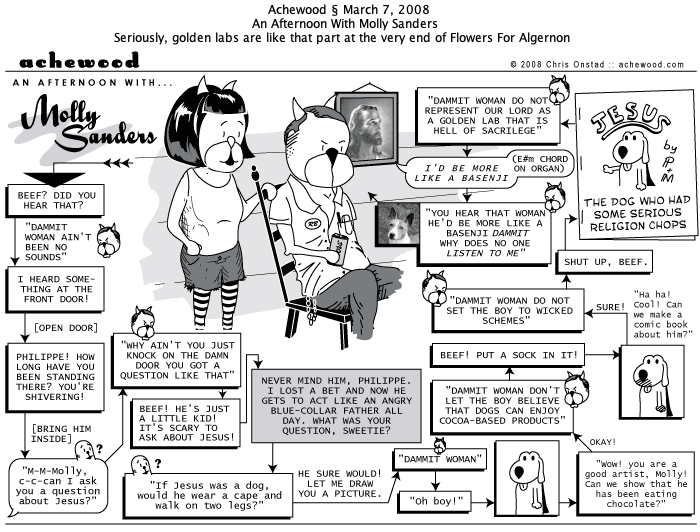 Achewood § March 7, 2008
An Afternoon With Molly Sanders
Seriously, golden labs are like that part at the very end of Flowers For Algernon
achewood
© 2008 Chris Onstad :: achewood.com
AN AFTERNOON WITH...
Molly
Sanders
BEEF? DID YOU
HEAR THAT?
"DAMMIT
WOMAN AIN'T
BEEN NO
SOUNDS"
I HEARD SOME-
THING AT THE
FRONT DOOR!
[OPEN DOOR]
PHILIPPE! HOW
LONG HAVE YOU
BEEN STANDING
THERE? YOU'RE
SHIVERING!
[BRING HIM
INSIDE]
?
"M-M-Molly,
c-c-can I ask
you a question
about Jesus?"
"WHY AIN'T YOU JUST
KNOCK ON THE DAMN
DOOR YOU GOT A
QUESTION LIKE THAT"
BEEF! HE'S JUST
A LITTLE KID!
IT'S SCARY TO
ASK ABOUT JESUS!
NEVER MIND HIM, PHILIPPE.
I LOST A BET AND NOW HE
GETS TO ACT LIKE AN ANGRY
BLUE-COLLAR FATHER ALL
DAY. WHAT WAS YOUR
QUESTION, SWEETIE?
?
"If Jesus was a dog,
would he wear a cape and
walk on two legs?"
HE SURE WOULD!
LET ME DRAW
YOU A PICTURE.
"DAMMIT WOMAN"
"Oh boy!"
"Wow! you are a
good artist, Molly!
Can we show that he
has been eating
chocolate?"
OKAY!
"DAMMIT WOMAN DON'T
LET THE BOY BELIEVE
THAT DOGS CAN ENJOY
COCOA-BASED PRODUCTS"
BEEF! PUT A SOCK IN IT!
"Ha ha!
Cool! Can
we make a
comic book
about him?"
SURE!
"DAMMIT WOMAN DO NOT
SET THE BOY TO WICKED
SCHEMES"
SHUT UP, BEEF.
JESUS
by
PP
+
M
THE DOG WHO HAD
SOME SERIOUS
RELIGION CHOPS
"DAMMIT WOMAN DO NOT
REPRESENT OUR LORD AS
A GOLDEN LAB THAT IS
HELL OF SACRILEGE"
(E#m CHORD
ON ORGAN)
I'D BE MORE
LIKE A BASENJI
"YOU HEAR THAT WOMAN
HE'D BE MORE LIKE A
BASENJI DAMMIT
WHY DOES NO ONE
LISTEN TO ME"